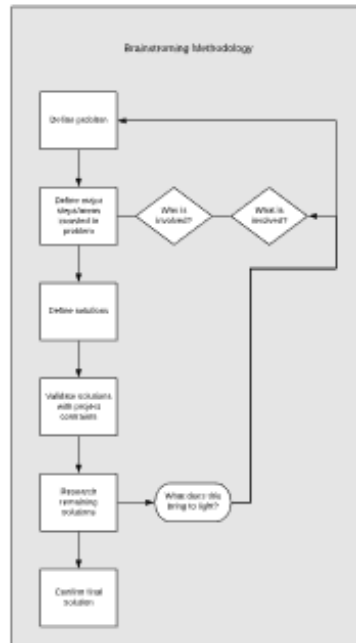 Brainstroming Methodology
Define problem
Define major
steps/areas
involved in
problem
Who is
involved?
What is
involved?
Define solutions
Validate solutions
with project
contraints
Research
remaining
solutions
What does this
bring to light?
Confirm final
solution